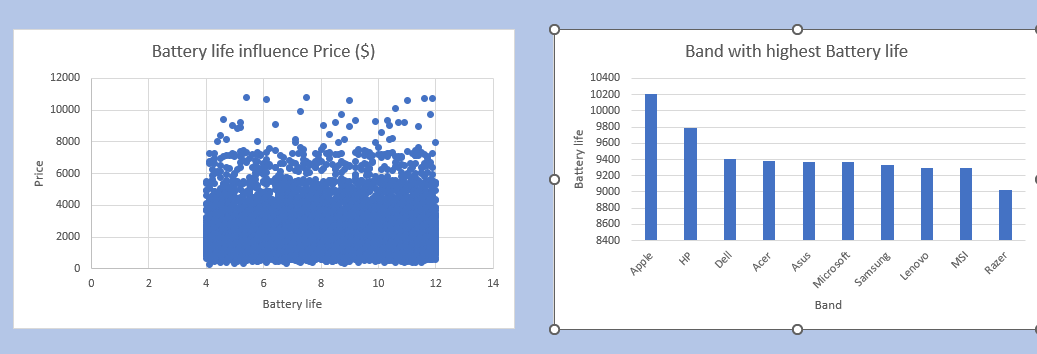 Battery life influence Price ($)
12000
10000
8000
6000
4000
2000
0
Price
0 2 4 6 8 10 12 14
Battery life
Band with highest Battery life
10400
10200
10000
9800
9600
9400
9200
9000
8800
8600
8400
Battery life
Apple HP Dell Acer Asus Microsoft Samsung Lenovo MSI Razer
Band